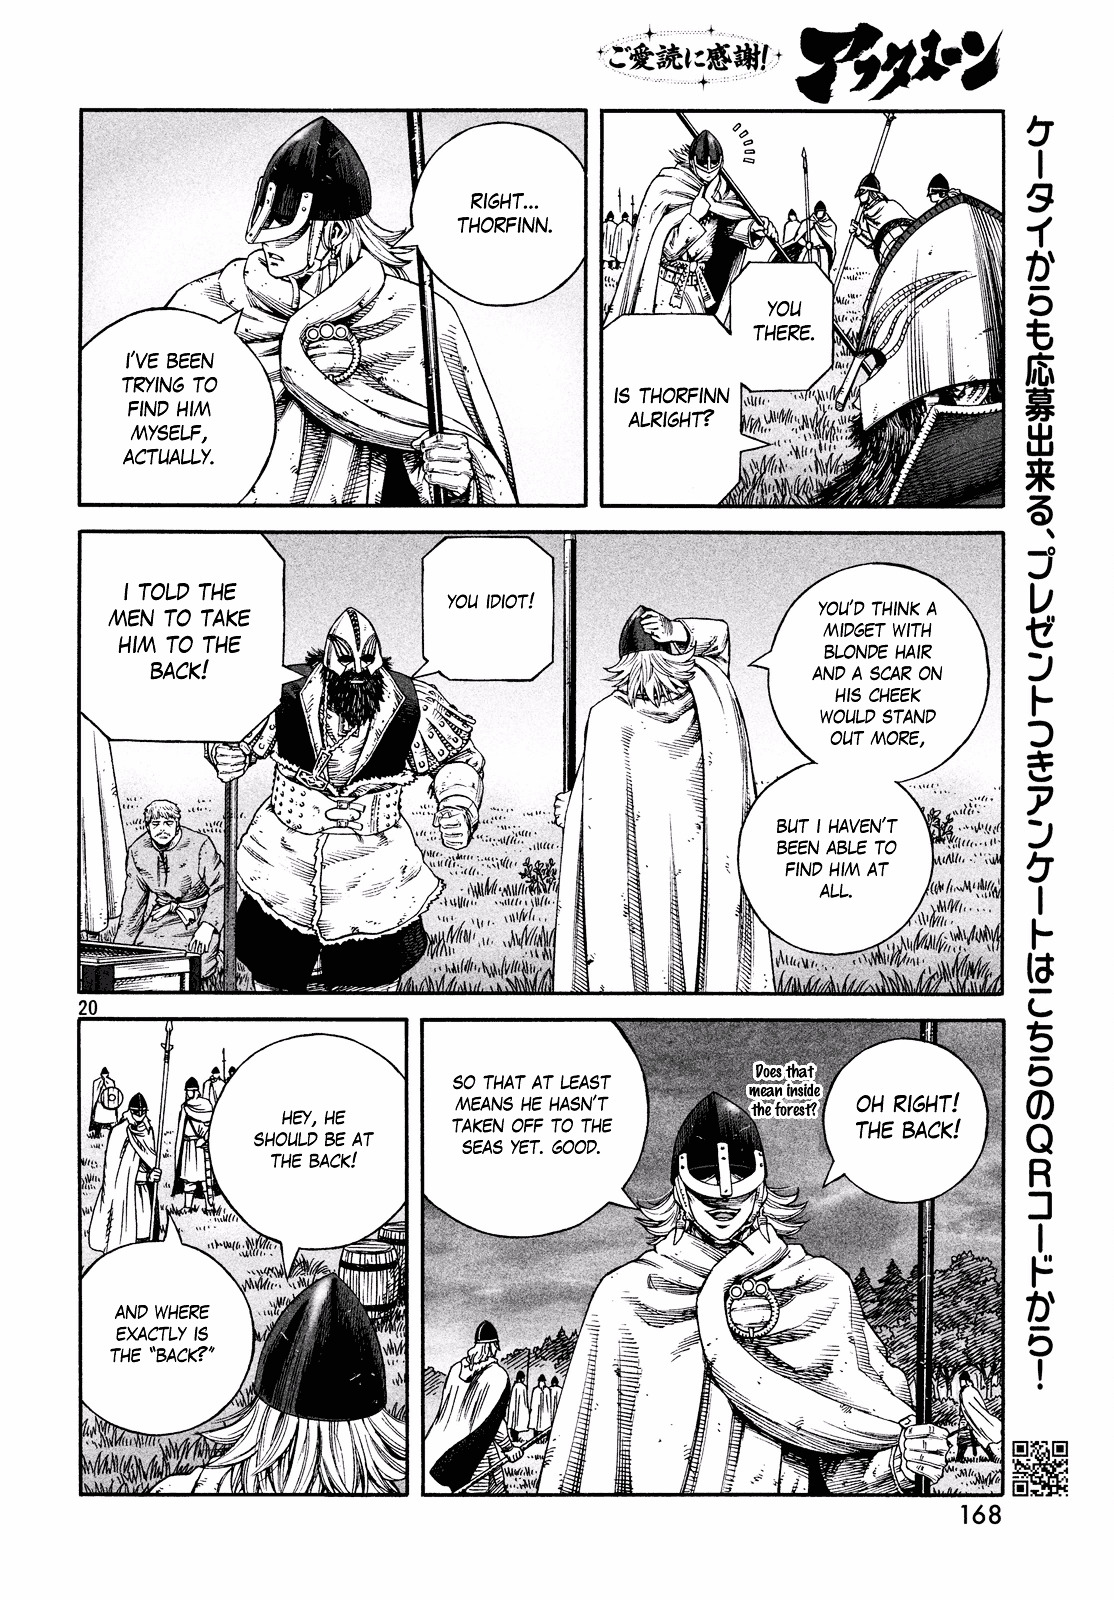 ご愛読に感謝!
アフタヌーン
ケータイからも応募出来る、プレゼントつきアンケートはこちらのQRコードから!
YOU
THERE.
IS THORFINN
ALRIGHT?
RIGHT...
THORFINN.
I'VE BEEN
TRYING TO
FIND HIM
MYSELF,
ACTUALLY.
YOU'D THINK A
MIDGET WITH
BLONDE HAIR
AND A SCAR ON
HIS CHEEK
WOULD STAND
OUT MORE,
BUT I HAVEN'T
BEEN ABLE TO
FIND HIM AT
ALL.
YOU IDIOT!
I TOLD THE
MEN TO TAKE
HIM TO THE
BACK!
20
OH RIGHT!
THE BACK!
Does that
mean inside
the forest?
SO THAT AT LEAST
MEANS HE HASN'T
TAKEN OFF TO THE
SEAS YET. GOOD.
HEY, HE
SHOULD BE AT
THE BACK!
AND WHERE
EXACTLY IS
THE "BACK?"
168